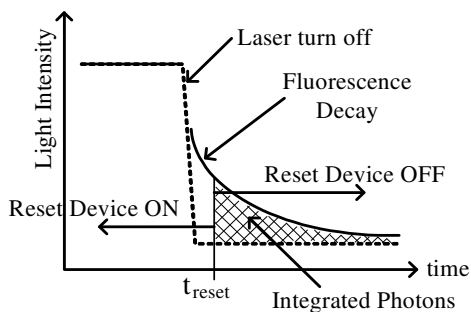 Laser turn off
Light Intensity
Fluorescence
Decay
Reset Device OFF
Reset Device ON
time
t_reset
Integrated Photons